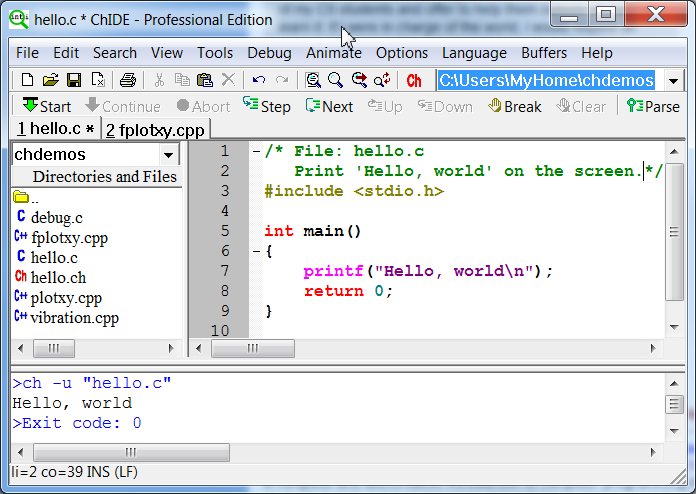 hello.c * ChIDE - Professional Edition
File Edit Search View Tools Debug Animate Options Language Buffers Help
Ch C:\Users\MyHome\chdemos
Start Continue Abort Step Next Up Down Break Clear Parse
1 hello.c * 2 fplotxy.cpp
chdemos
Directories and Files
..
C debug.c
C++ fplotxy.cpp
C hello.c
Ch hello.ch
C++ plotxy.cpp
C++ vibration.cpp
1 /* File: hello.c
2 Print 'Hello, world' on the screen.*/
3 #include <stdio.h>
4
5 int main()
6 {
7 printf("Hello, world\n");
8 return 0;
9 }
10
>ch -u "hello.c"
Hello, world
>Exit code: 0
li=2 co=39 INS (LF)